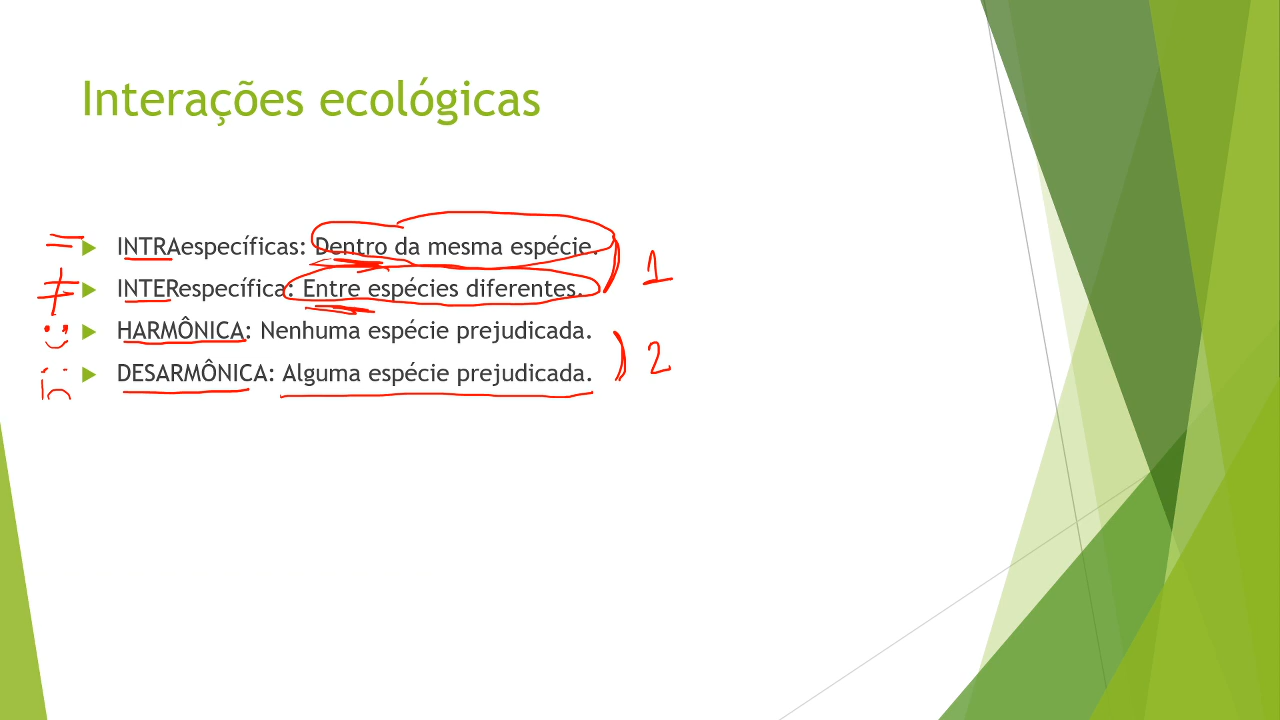 Interações ecológicas
= INTRAespecíficas: Dentro da mesma espécie.
≠ INTERespecífica: Entre espécies diferentes.
1
HARMÔNICA: Nenhuma espécie prejudicada.
DESARMÔNICA: Alguma espécie prejudicada.
2